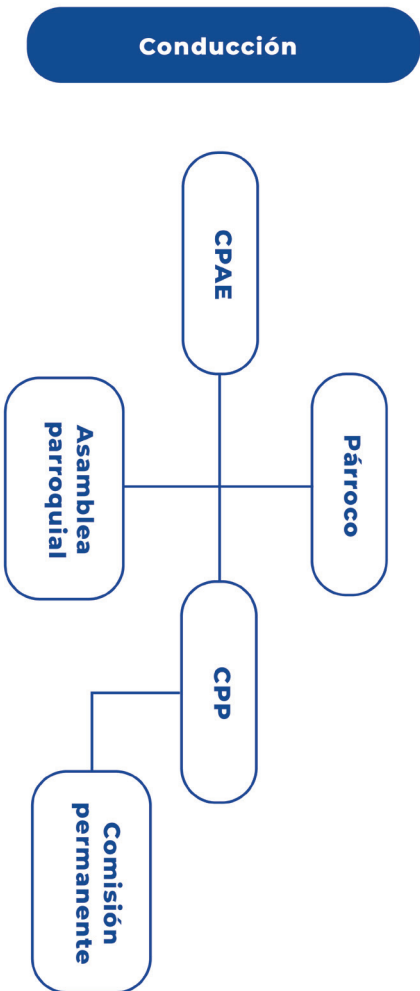 Conducción
Párroco
CPAE
CPP
Asamblea
parroquial
Comisión
permanente